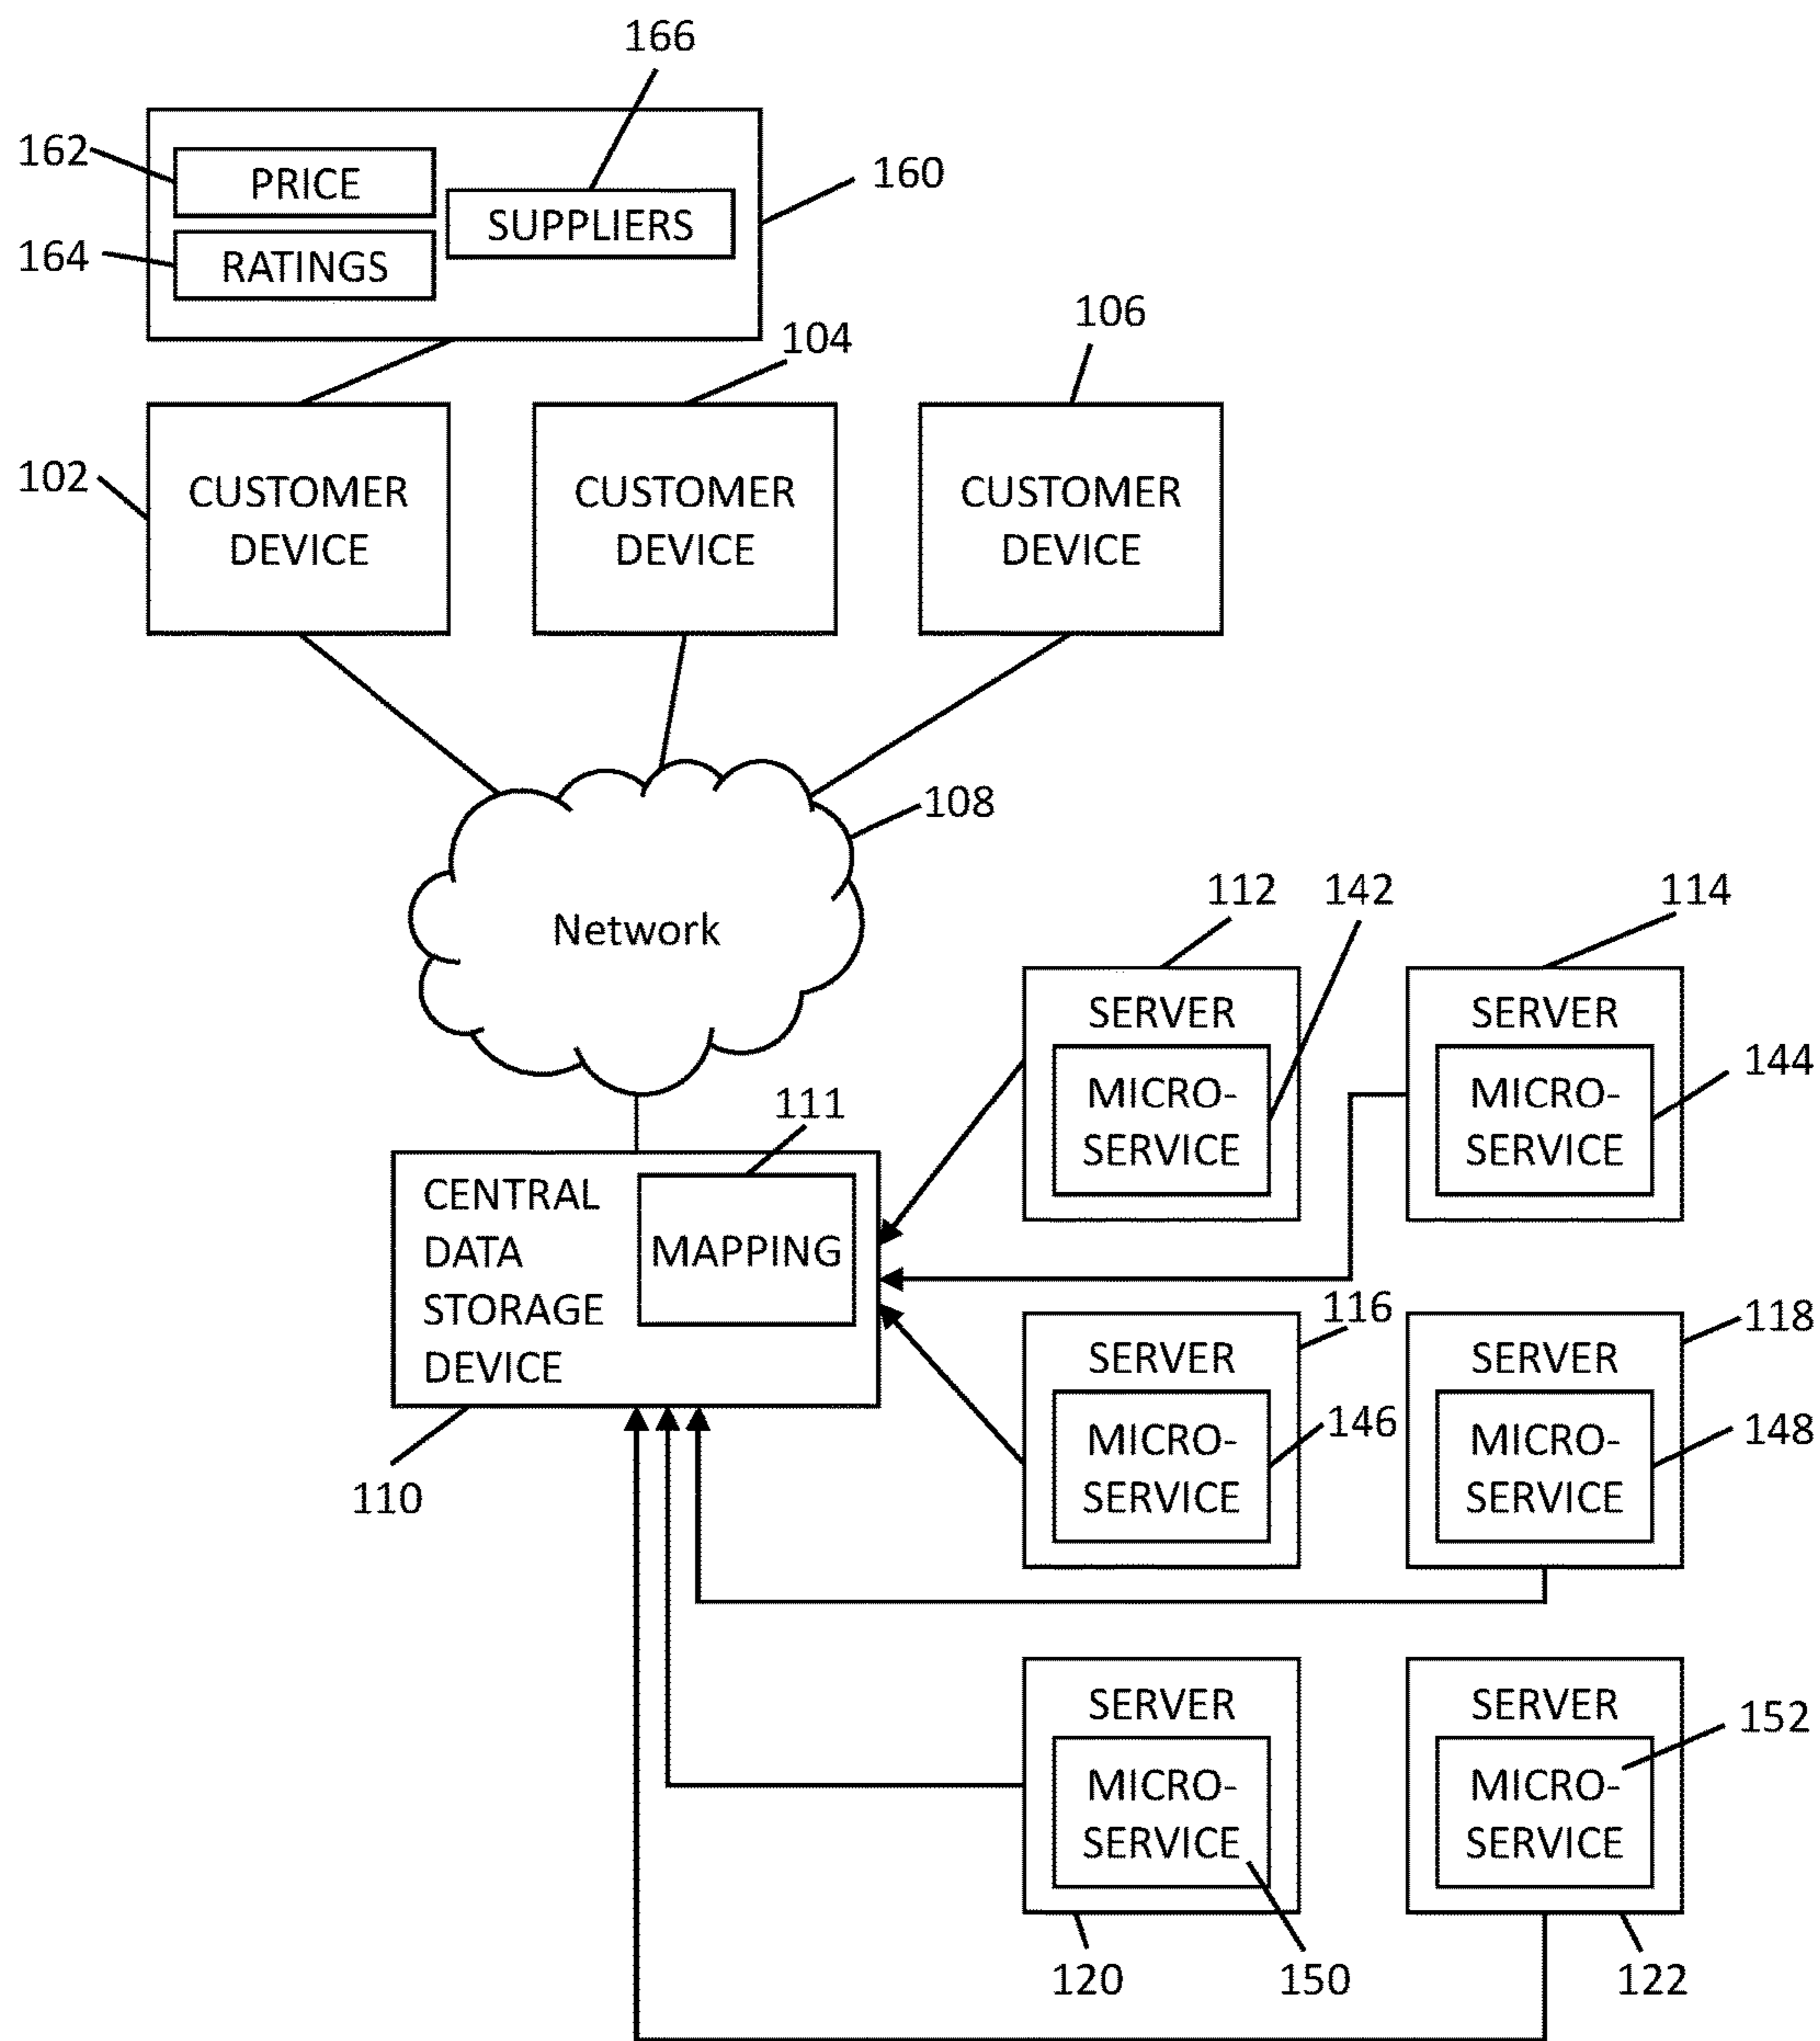 166
162
PRICE
160
SUPPLIERS
164
RATINGS
104
106
102
CUSTOMER
DEVICE
CUSTOMER
DEVICE
CUSTOMER
DEVICE
108
Network
112
142
114
SERVER
MICRO-
SERVICE
SERVER
MICRO-
SERVICE
144
111
CENTRAL
DATA
STORAGE
DEVICE
MAPPING
110
116
SERVER
MICRO-
SERVICE
146
118
SERVER
MICRO-
SERVICE
148
SERVER
MICRO-
SERVICE
SERVER
MICRO-
SERVICE
152
120
150
122